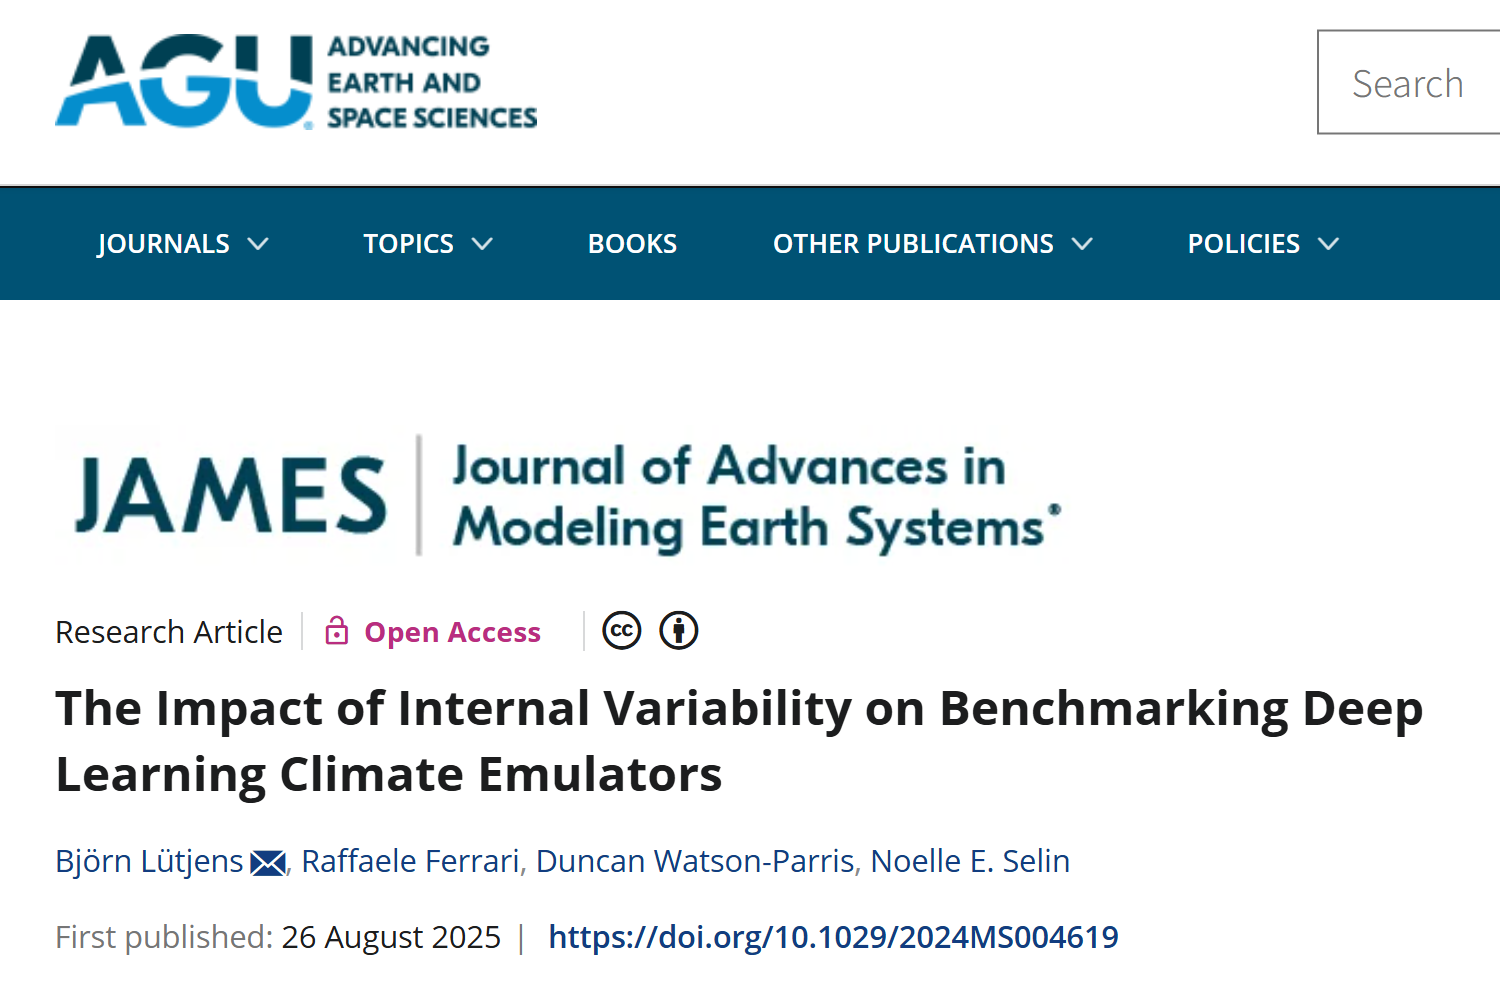 AGU® ADVANCING
EARTH AND
SPACE SCIENCES
Search
JOURNALS TOPICS BOOKS OTHER PUBLICATIONS POLICIES
JAMES Journal of Advances in
Modeling Earth Systems®
Research Article Open Access cc
The Impact of Internal Variability on Benchmarking Deep
Learning Climate Emulators
Björn Lütjens, Raffaele Ferrari, Duncan Watson-Parris, Noelle E. Selin
First published: 26 August 2025 | https://doi.org/10.1029/2024MS004619